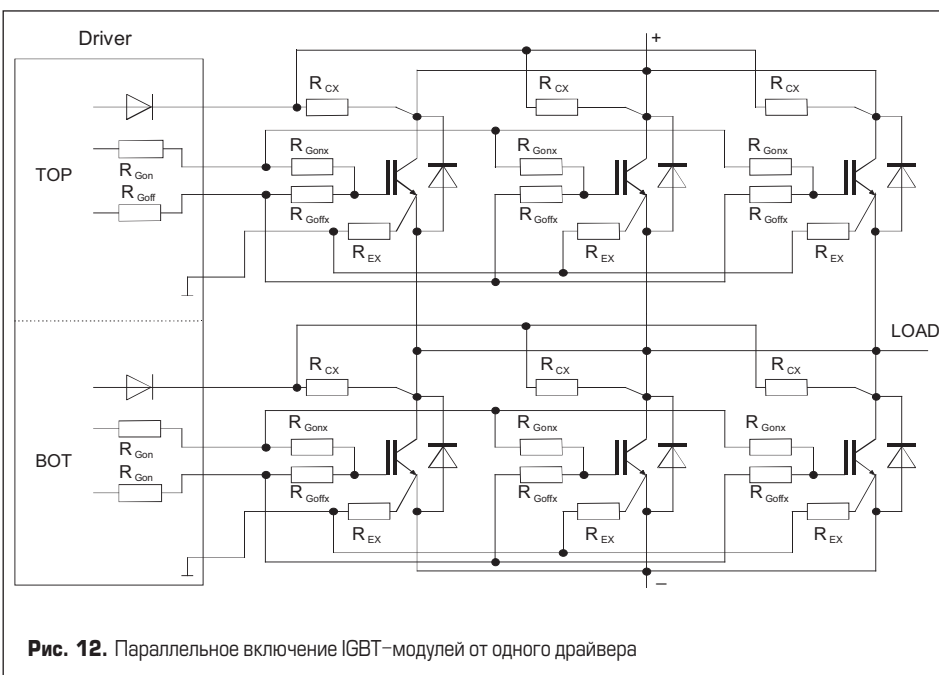 Driver
+
R CX
R CX
R CX
TOP
R Gon
R Goff
R Gonx
R Gonx
R Gonx
R Goffx
R Goffx
R Goffx
R EX
R EX
R EX
LOAD
R CX
R CX
R CX
BOT
R Gon
R Gon
R Gonx
R Gonx
R Gonx
R Goffx
R Goffx
R Goffx
R EX
R EX
R EX
–
Рис. 12. Параллельное включение IGBT–модулей от одного драйвера